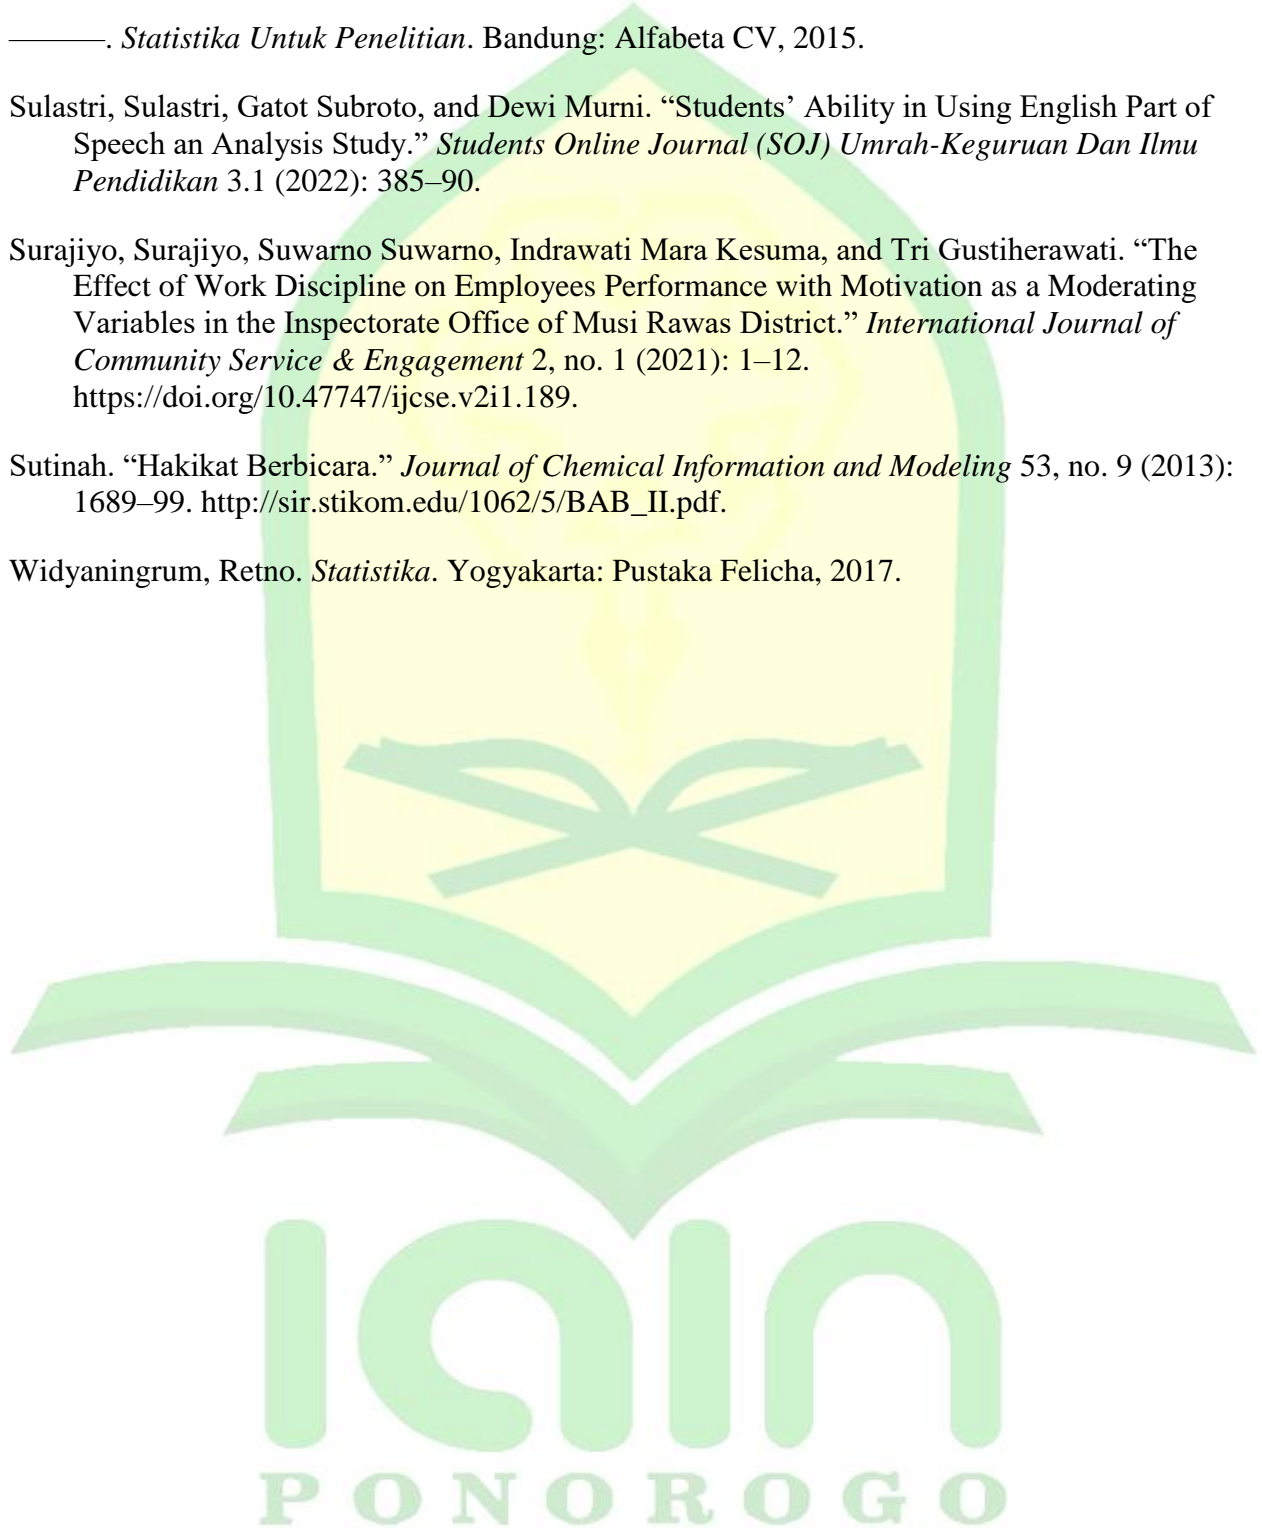 ———. Statistika Untuk Penelitian. Bandung: Alfabeta CV, 2015.
Sulastri, Sulastri, Gatot Subroto, and Dewi Murni. “Students’ Ability in Using English Part of
Speech an Analysis Study.” Students Online Journal (SOJ) Umrah-Keguruan Dan Ilmu
Pendidikan 3.1 (2022): 385–90.
Surajiyo, Surajiyo, Suwarno Suwarno, Indrawati Mara Kesuma, and Tri Gustiherawati. “The
Effect of Work Discipline on Employees Performance with Motivation as a Moderating
Variables in the Inspectorate Office of Musi Rawas District.” International Journal of
Community Service & Engagement 2, no. 1 (2021): 1–12.
https://doi.org/10.47747/ijcse.v2i1.189.
Sutinah. “Hakikat Berbicara.” Journal of Chemical Information and Modeling 53, no. 9 (2013):
1689–99. http://sir.stikom.edu/1062/5/BAB_II.pdf.
Widyaningrum, Retno. Statistika. Yogyakarta: Pustaka Felicha, 2017.
IAIN
PONOROGO